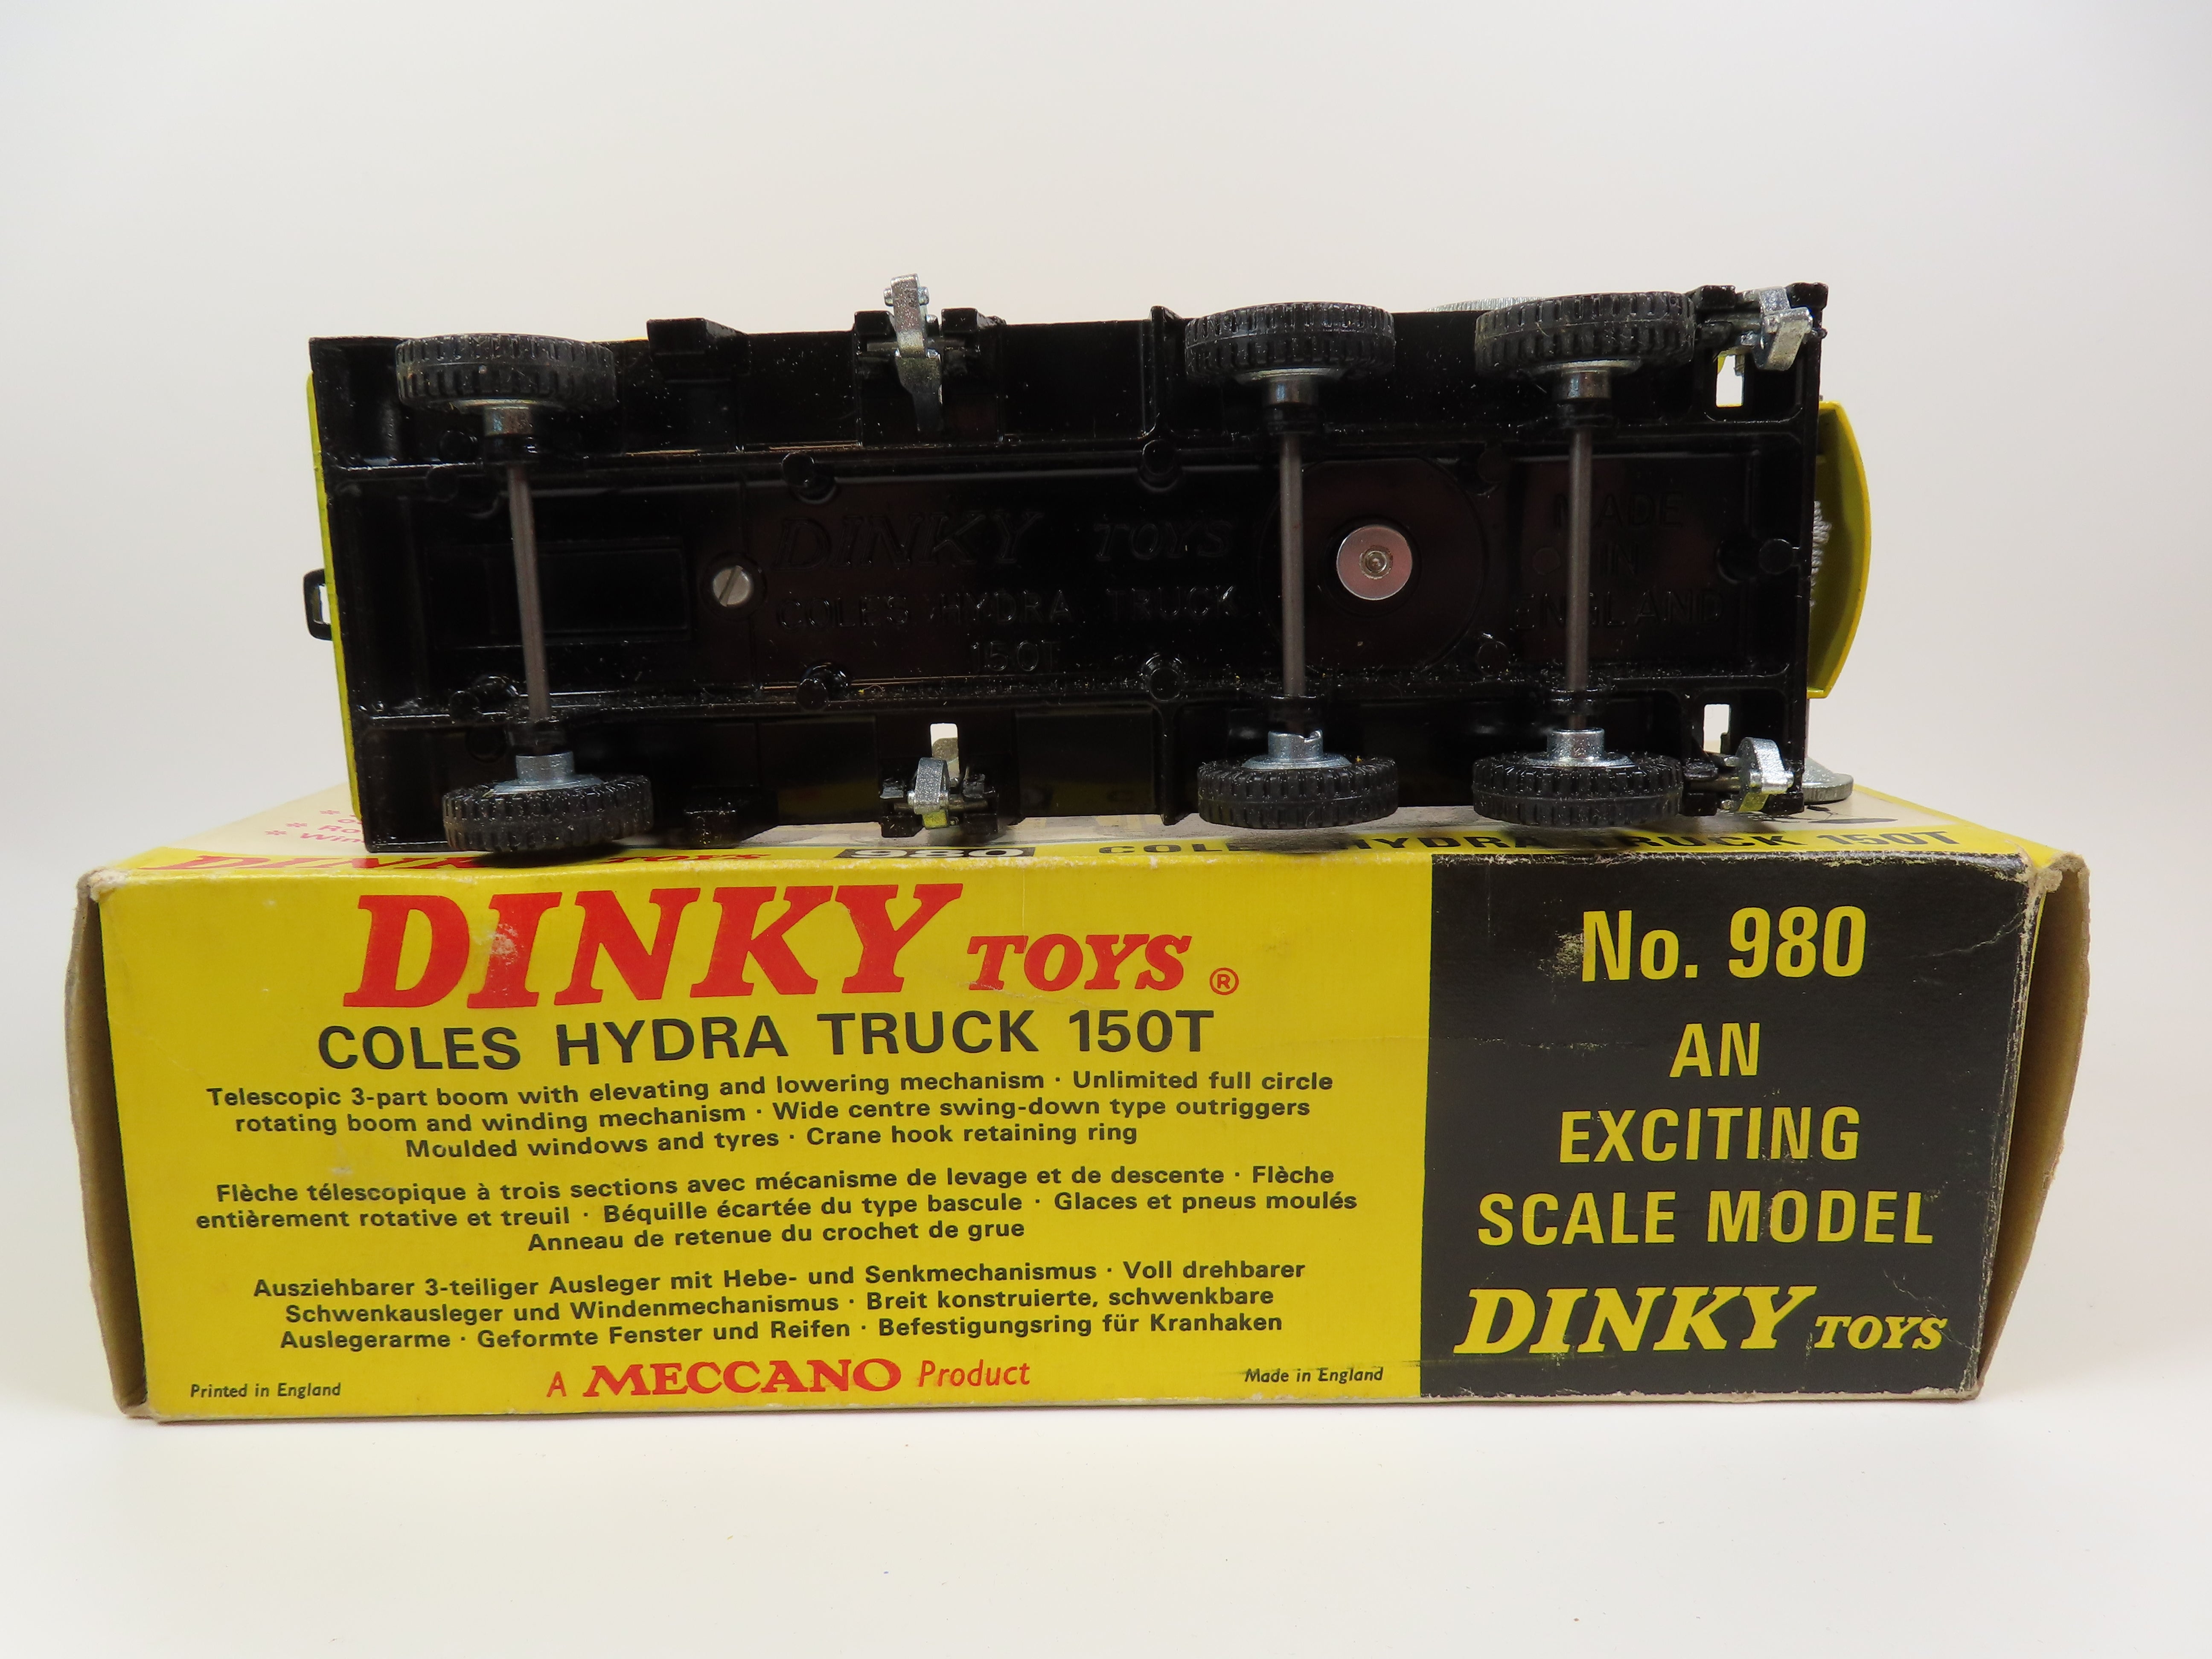 DINKY TOYS
COLES HYDRA TRUCK
150T
MADE
IN
ENGLAND
DINKY TOYS 980 COLES HYDRA TRUCK 150T
DINKY TOYS ®
COLES HYDRA TRUCK 150T
Telescopic 3-part boom with elevating and lowering mechanism · Unlimited full circle
rotating boom and winding mechanism · Wide centre swing-down type outriggers
Moulded windows and tyres · Crane hook retaining ring
Flèche télescopique à trois sections avec mécanisme de levage et de descente · Flèche
entièrement rotative et treuil · Béquille écartée du type bascule · Glaces et pneus moulés
Anneau de retenue du crochet de grue
Ausziehbarer 3-teiliger Ausleger mit Hebe- und Senkmechanismus · Voll drehbarer
Schwenkausleger und Windenmechanismus · Breit konstruierte, schwenkbare
Auslegerarme · Geformte Fenster und Reifen · Befestigungsring für Kranhaken
Printed in England
A MECCANO Product
Made in England
No. 980
AN
EXCITING
SCALE MODEL
DINKY TOYS